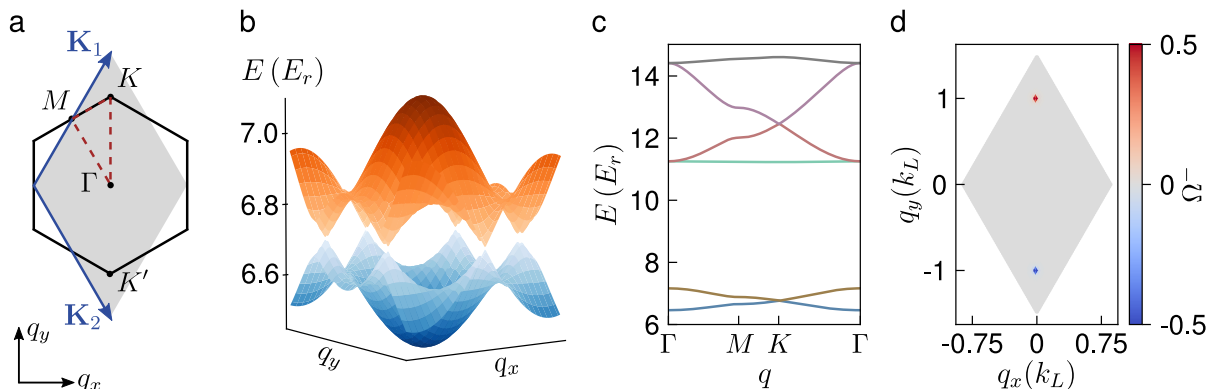 a
K₁
K
M
Γ
K′
K₂
q_y
q_x
b
E (E_r)
7.0
6.8
6.6
q_y
q_x
c
E (E_r)
14
12
10
8
6
Γ
M
K
Γ
q
d
q_y(k_L)
1
0
-1
-0.75
0
0.75
q_x(k_L)
0.5
0
-0.5
Ω⁻